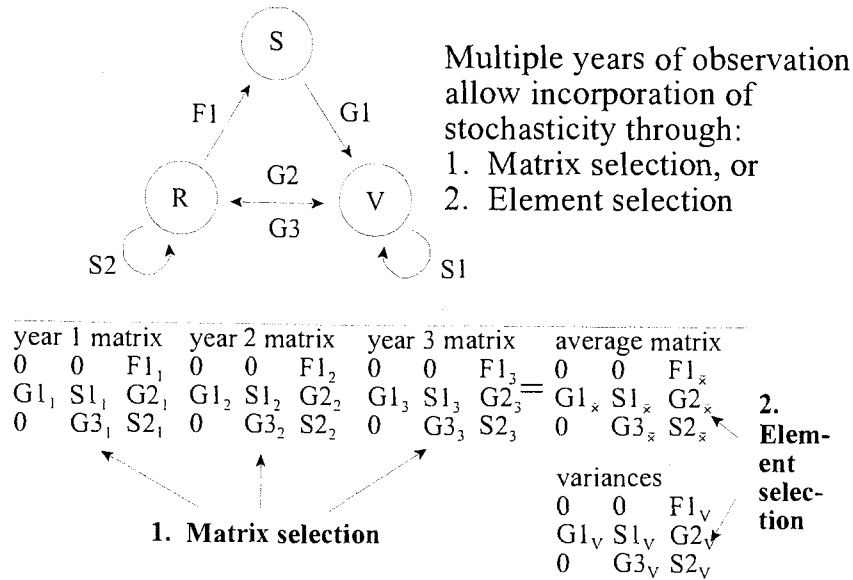 S
Multiple years of observation
allow incorporation of
stochasticity through:
1. Matrix selection, or
2. Element selection
F1
G1
R
G2
G3
V
S2
S1
year 1 matrix year 2 matrix year 3 matrix average matrix
0 0 F1₁ 0 0 F1₂ 0 0 F1₃ 0 0 F1x̄
G1₁ S1₁ G2₁ G1₂ S1₂ G2₂ G1₃ S1₃ G2₃ = G1x̄ S1x̄ G2x̄
0 G3₁ S2₁ 0 G3₂ S2₂ 0 G3₃ S2₃ 0 G3x̄ S2x̄
2.
Elem-
ent
selec-
tion
1. Matrix selection
variances
0 0 F1V
G1V S1V G2V
0 G3V S2V